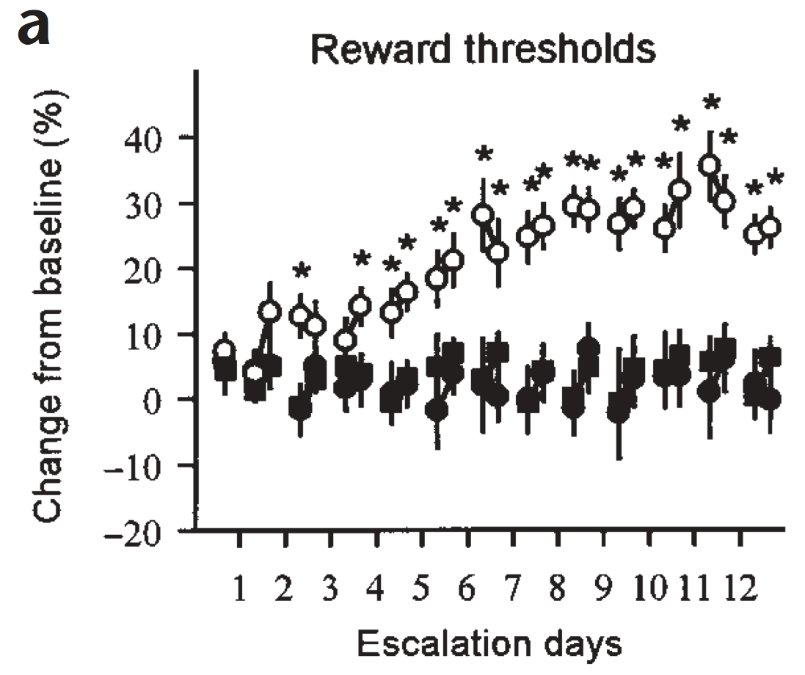 a
Reward thresholds
Change from baseline (%)
40
30
20
10
0
–10
–20
* * * * * * * * * * * * * * * * * * * *
1 2 3 4 5 6 7 8 9 10 11 12
Escalation days